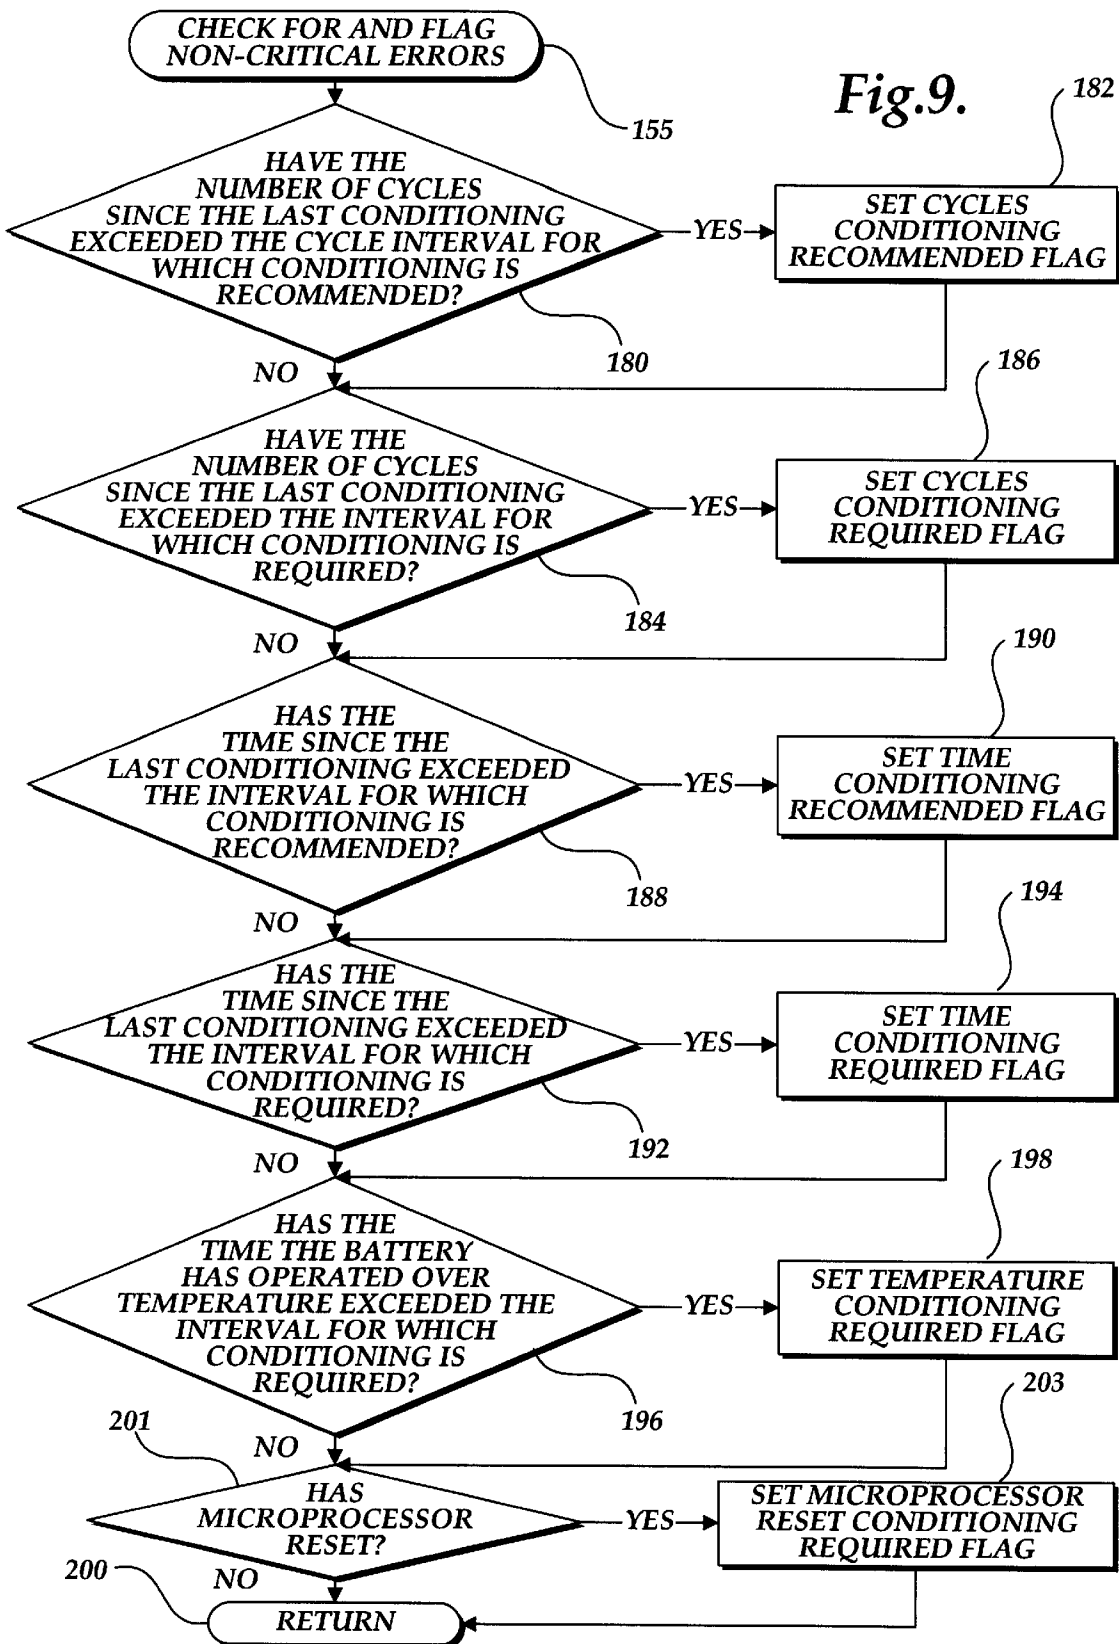 CHECK FOR AND FLAG
NON-CRITICAL ERRORS
155
Fig.9.
182
HAVE THE
NUMBER OF CYCLES
SINCE THE LAST CONDITIONING
EXCEEDED THE CYCLE INTERVAL FOR
WHICH CONDITIONING IS
RECOMMENDED?
YES
SET CYCLES
CONDITIONING
RECOMMENDED FLAG
180
NO
186
HAVE THE
NUMBER OF CYCLES
SINCE THE LAST CONDITIONING
EXCEEDED THE INTERVAL FOR
WHICH CONDITIONING IS
REQUIRED?
YES
SET CYCLES
CONDITIONING
REQUIRED FLAG
184
NO
190
HAS THE
TIME SINCE THE
LAST CONDITIONING EXCEEDED
THE INTERVAL FOR WHICH
CONDITIONING IS
RECOMMENDED?
YES
SET TIME
CONDITIONING
RECOMMENDED FLAG
188
NO
194
HAS THE
TIME SINCE THE
LAST CONDITIONING EXCEEDED
THE INTERVAL FOR WHICH
CONDITIONING IS
REQUIRED?
YES
SET TIME
CONDITIONING
REQUIRED FLAG
192
NO
198
HAS THE
TIME THE BATTERY
HAS OPERATED OVER
TEMPERATURE EXCEEDED THE
INTERVAL FOR WHICH
CONDITIONING IS
REQUIRED?
YES
SET TEMPERATURE
CONDITIONING
REQUIRED FLAG
196
203
201
NO
HAS
MICROPROCESSOR
RESET?
YES
SET MICROPROCESSOR
RESET CONDITIONING
REQUIRED FLAG
200
NO
RETURN